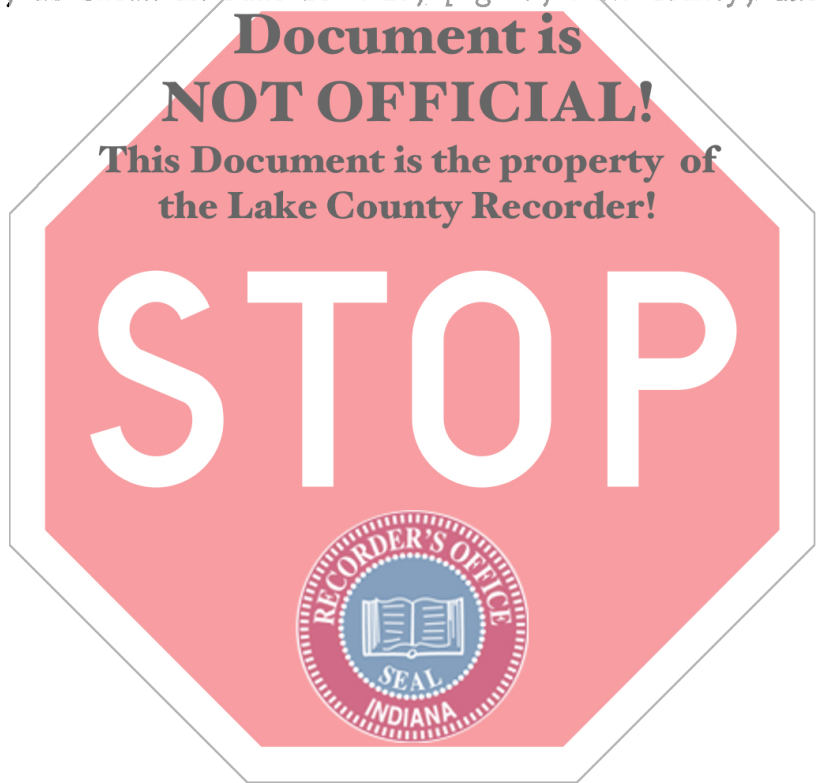 Document is
NOT OFFICIAL!
This Document is the property of
the Lake County Recorder!
STOP
RECORDER'S OFFICE
SEAL
INDIANA